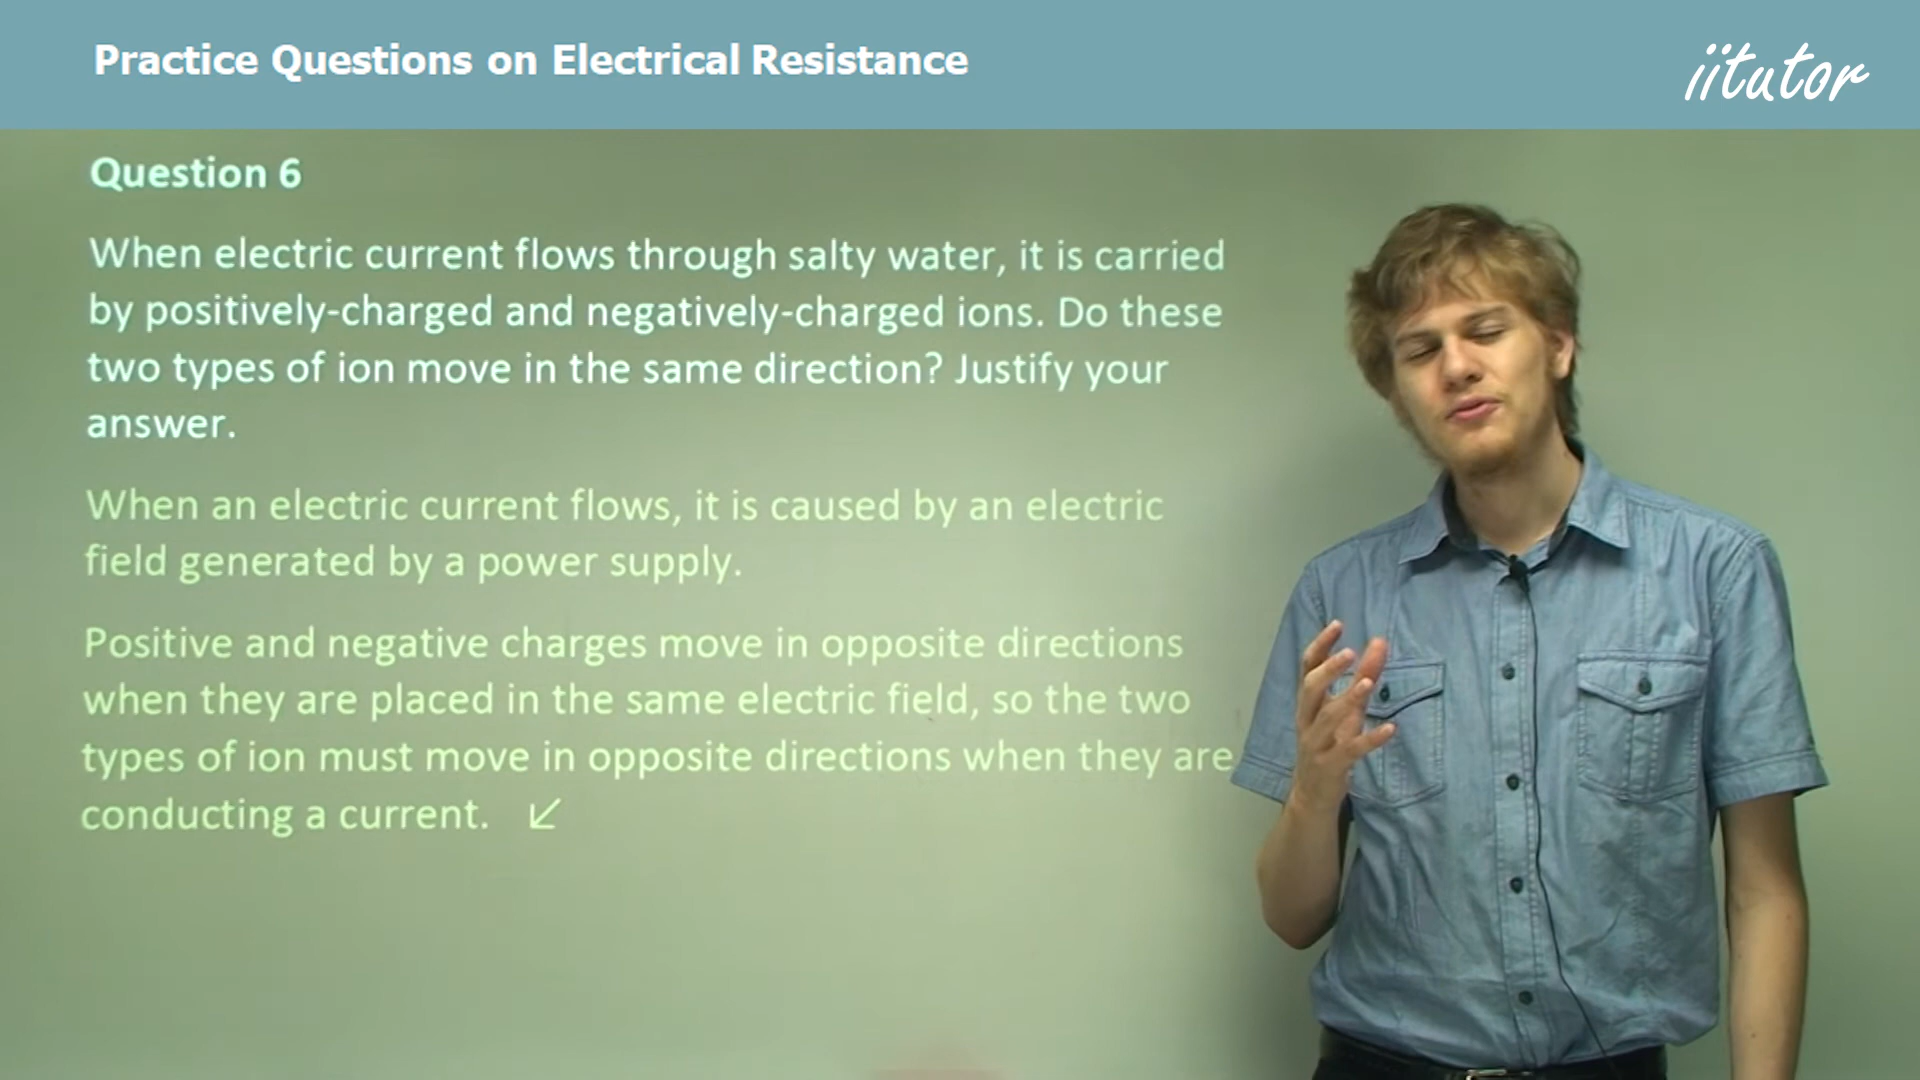 Practice Questions on Electrical Resistance
iitutor
Question 6
When electric current flows through salty water, it is carried
by positively-charged and negatively-charged ions. Do these
two types of ion move in the same direction? Justify your
answer.
When an electric current flows, it is caused by an electric
field generated by a power supply.
Positive and negative charges move in opposite directions
when they are placed in the same electric field, so the two
types of ion must move in opposite directions when they are
conducting a current.